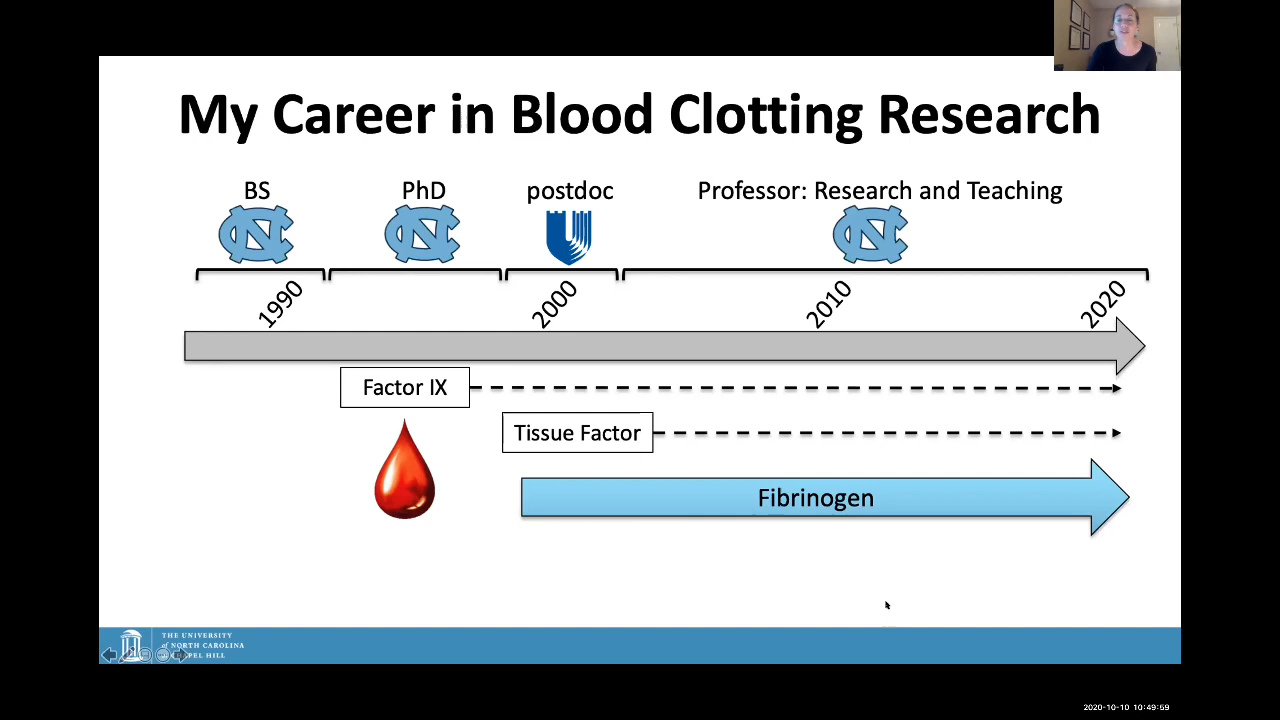 My Career in Blood Clotting Research
BS
PhD
postdoc
Professor: Research and Teaching
1990
2000
2010
2020
Factor IX
Tissue Factor
Fibrinogen
THE UNIVERSITY
of NORTH CAROLINA
HILL
2020-10-10 10:49:59